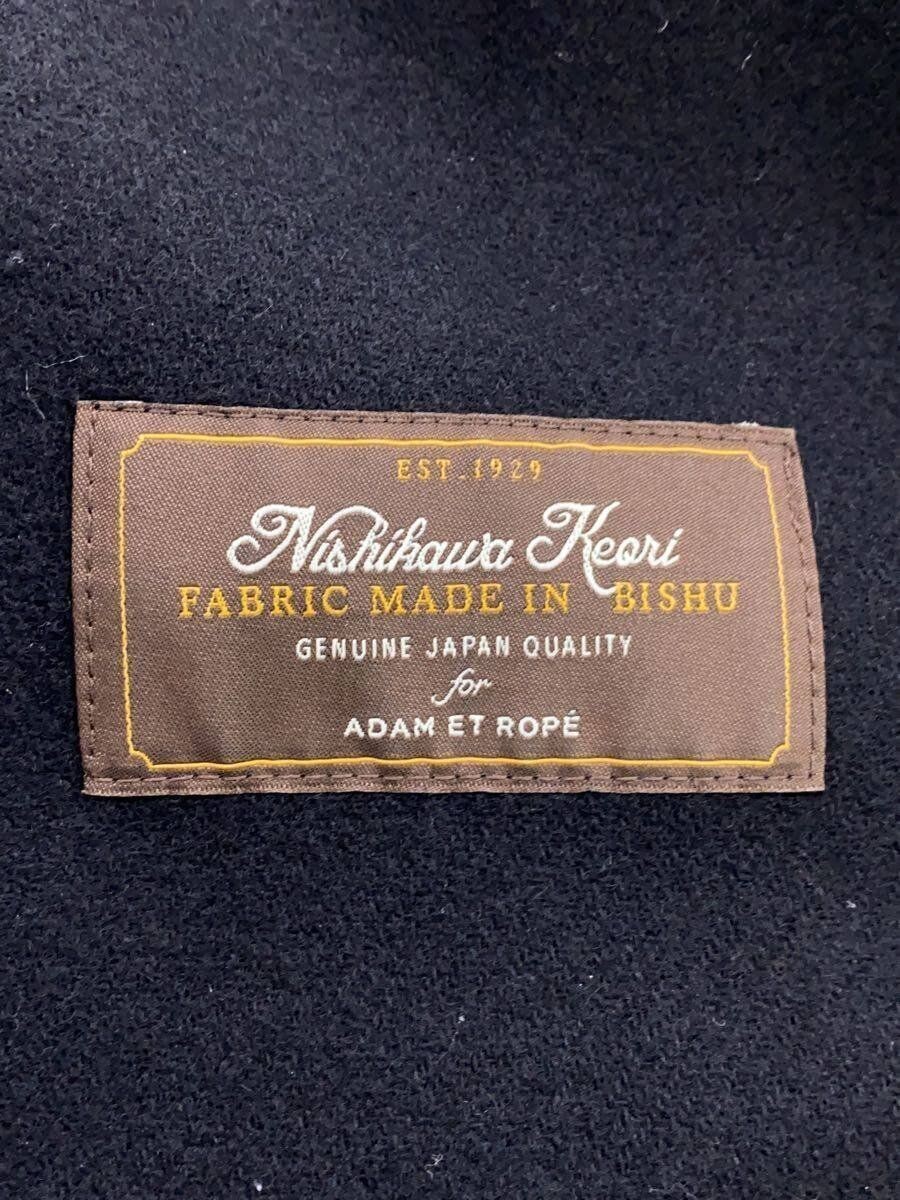 EST. 1929
Nishikawa Keori
FABRIC MADE IN BISHU
GENUINE JAPAN QUALITY
for
ADAM ET ROPÉ